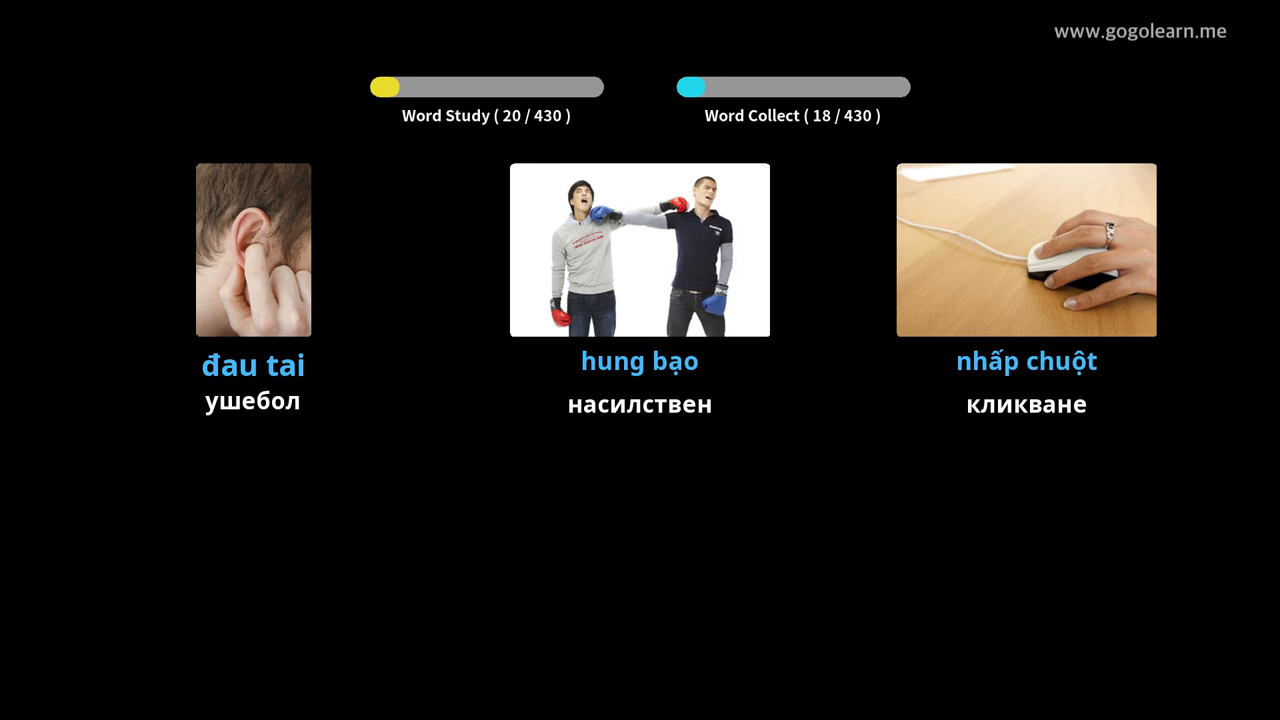 www.gogolearn.me
Word Study ( 20 / 430 )
Word Collect ( 18 / 430 )
đau tai
ушебол
hung bạo
насилствен
nhấp chuột
кликване